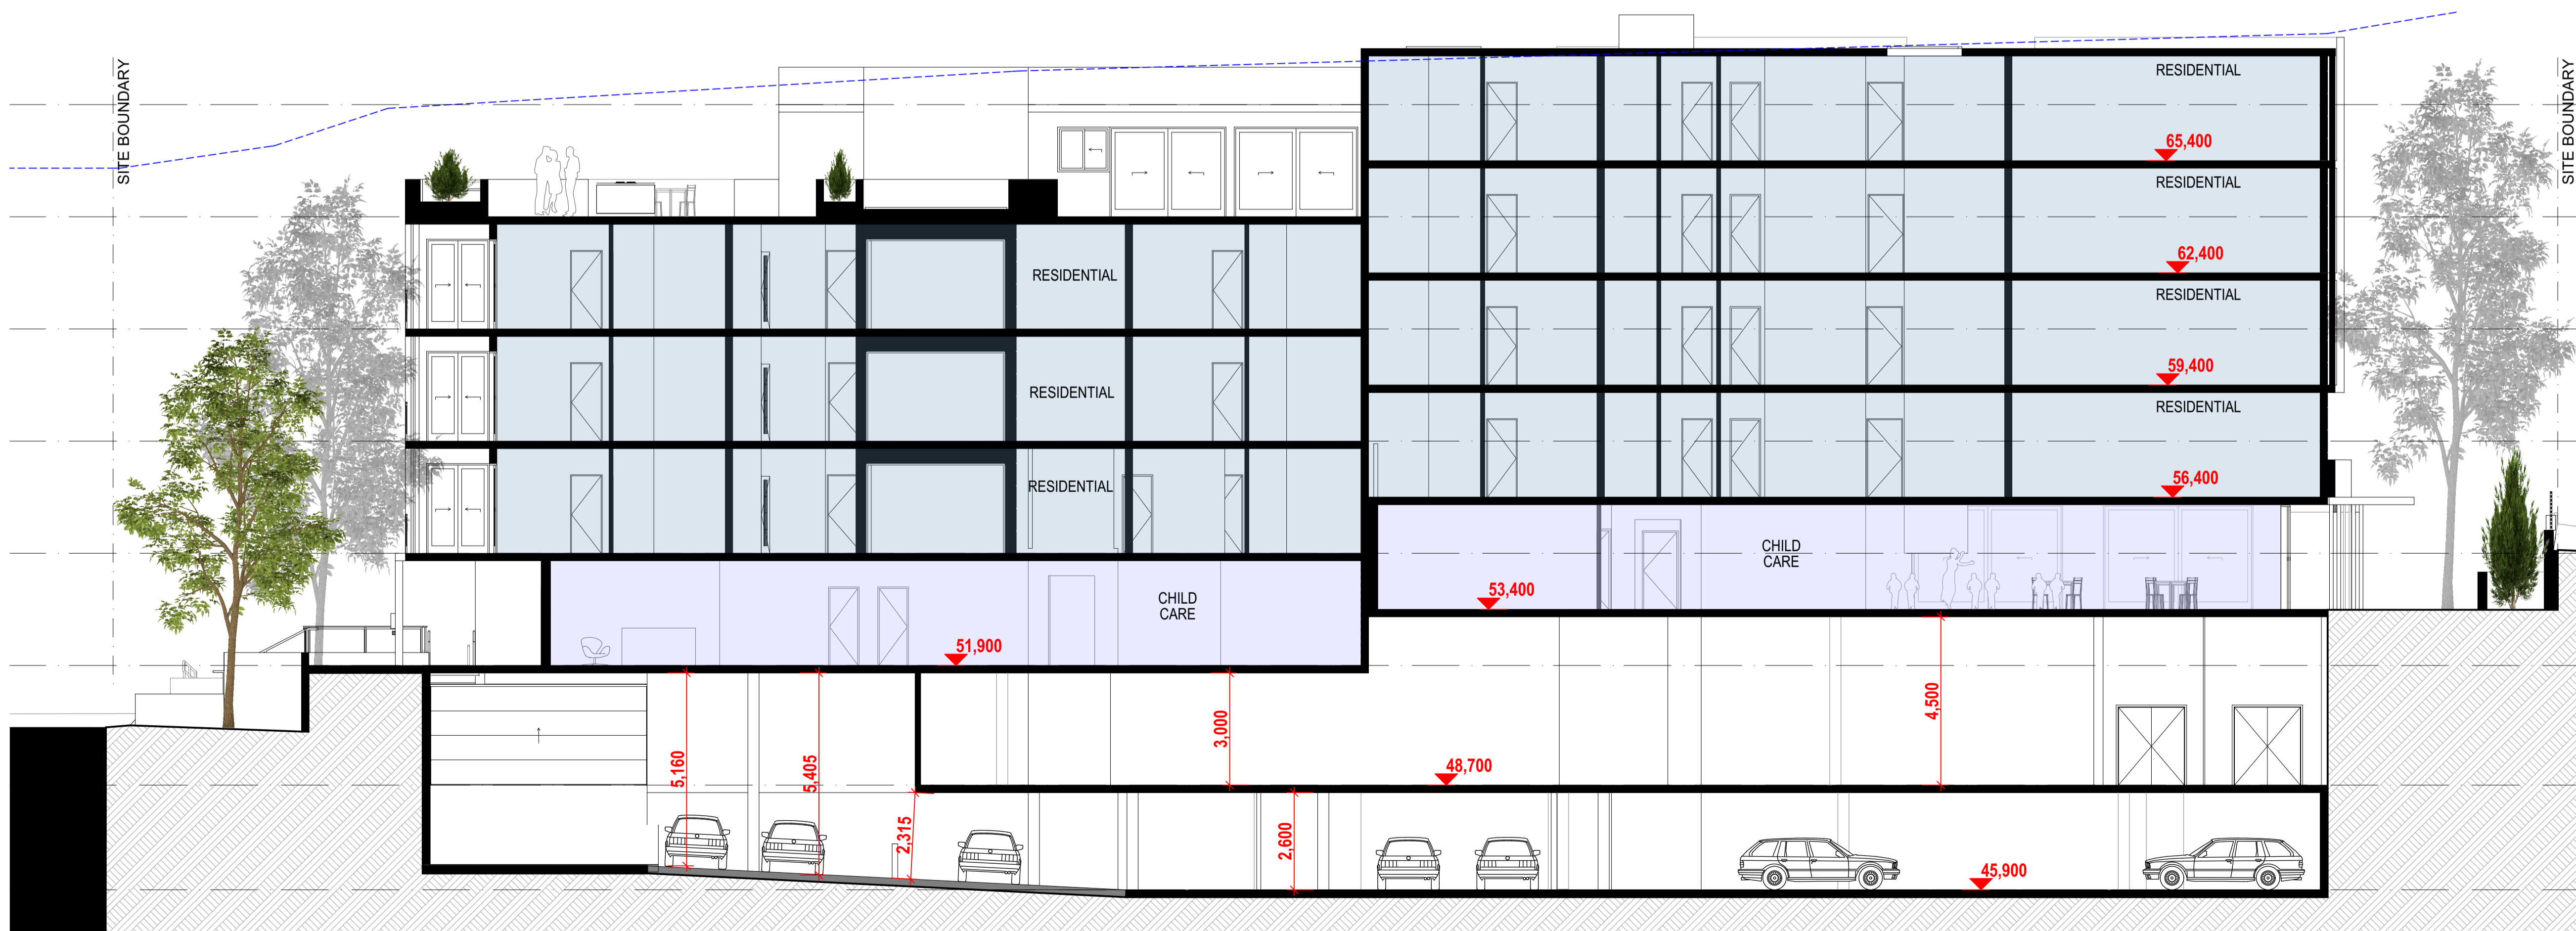 SITE BOUNDARY
SITE BOUNDARY
RESIDENTIAL
65,400
RESIDENTIAL
62,400
RESIDENTIAL
RESIDENTIAL
59,400
RESIDENTIAL
RESIDENTIAL
56,400
RESIDENTIAL
CHILD
CARE
53,400
CHILD
CARE
51,900
5,160
5,405
3,000
4,500
48,700
2,315
2,600
45,900